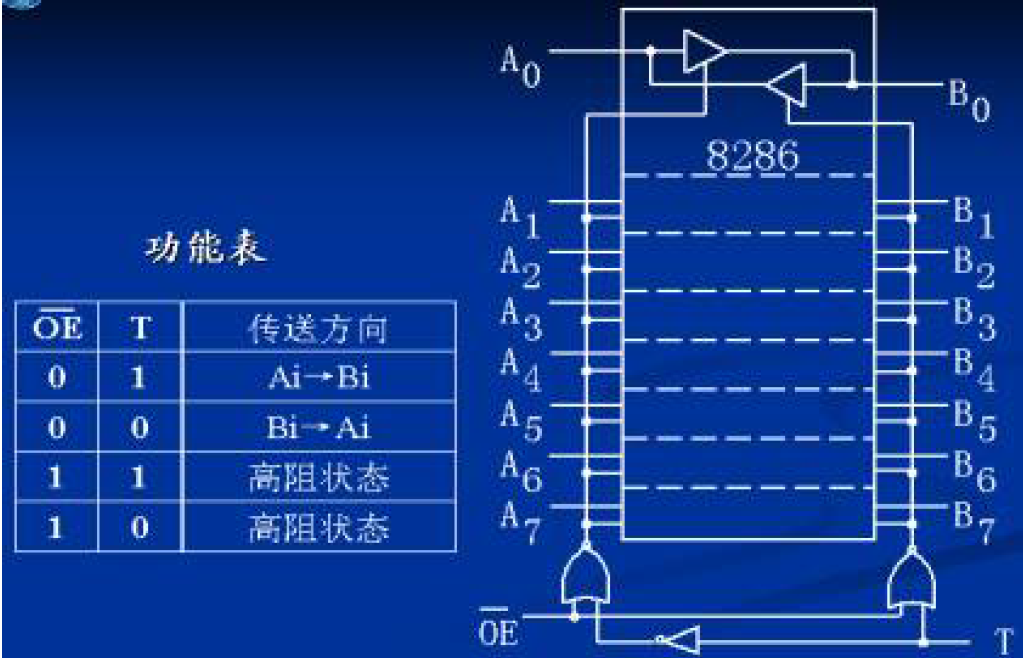 功能表
OE T 传送方向
0 1 Ai→Bi
0 0 Bi→Ai
1 1 高阻状态
1 0 高阻状态
A0 B0
8286
A1 B1
A2 B2
A3 B3
A4 B4
A5 B5
A6 B6
A7 B7
OE T